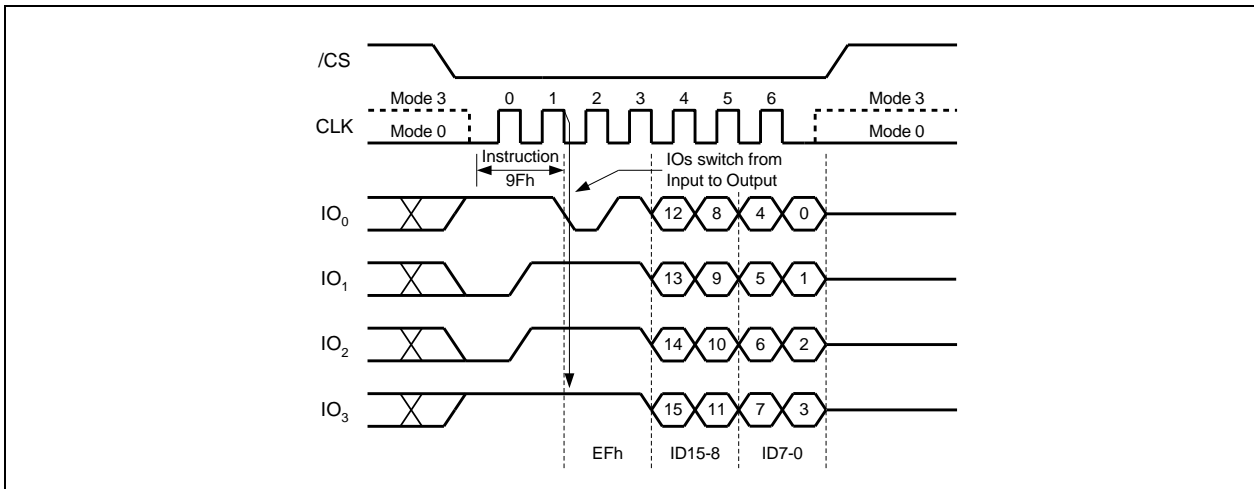 /CS
Mode 3 0 1 2 3 4 5 6 Mode 3
CLK Mode 0 Mode 0
Instruction IOs switch from
9Fh Input to Output
IO0 12 8 4 0
IO1 13 9 5 1
IO2 14 10 6 2
IO3 15 11 7 3
EFh ID15-8 ID7-0